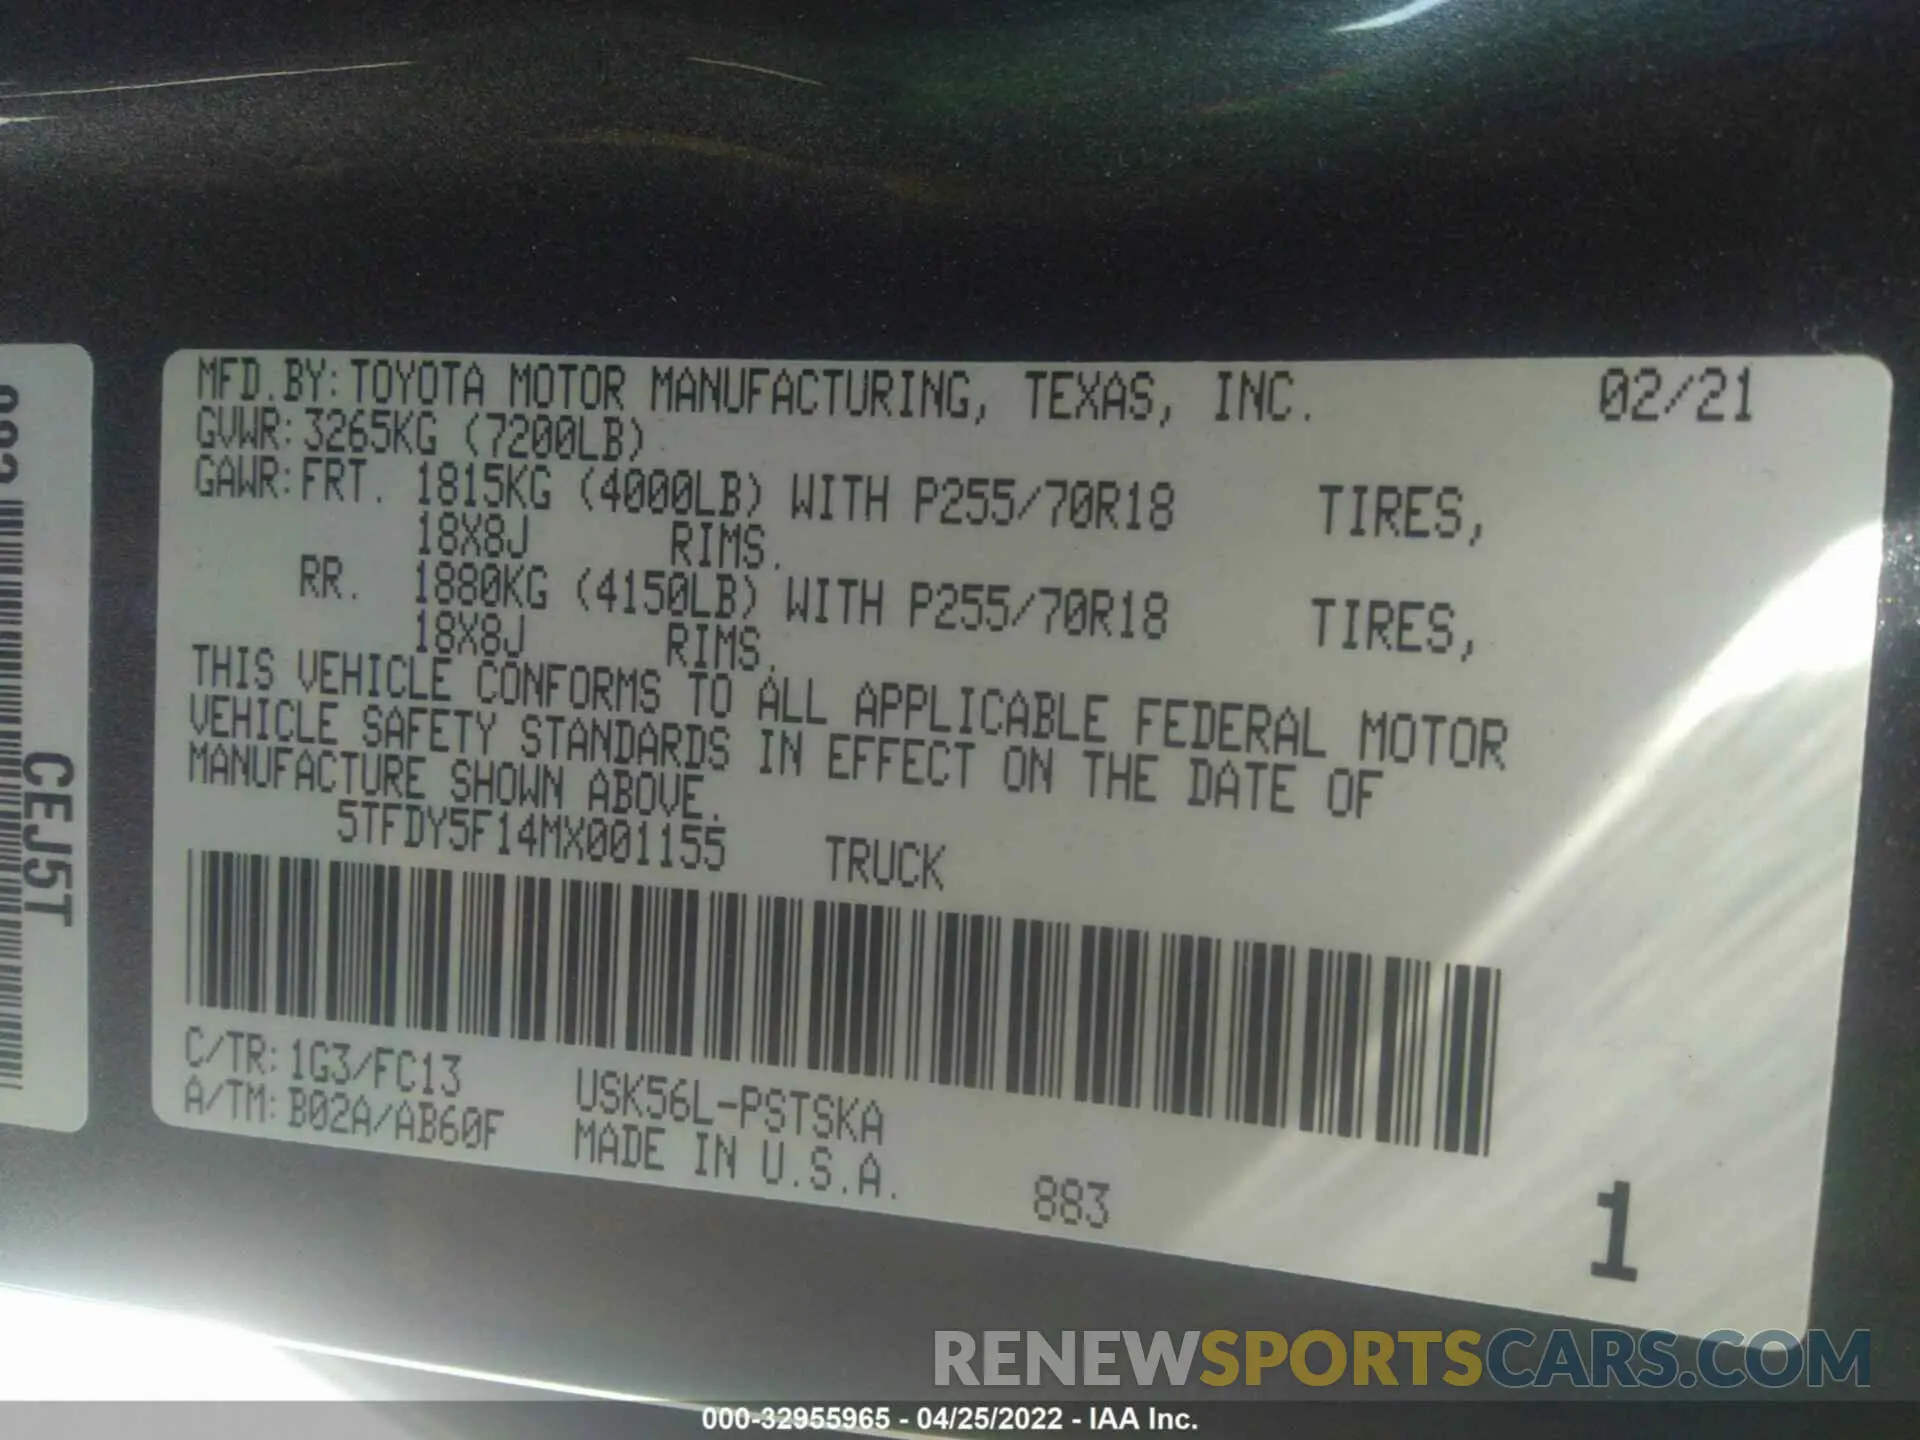 MFD.BY:TOYOTA MOTOR MANUFACTURING, TEXAS, INC. 02/21
GVWR:3265KG (7200LB)
GAWR:FRT. 1815KG (4000LB) WITH P255/70R18 TIRES,
18X8J RIMS.
RR. 1880KG (4150LB) WITH P255/70R18 TIRES,
18X8J RIMS.
THIS VEHICLE CONFORMS TO ALL APPLICABLE FEDERAL MOTOR
VEHICLE SAFETY STANDARDS IN EFFECT ON THE DATE OF
MANUFACTURE SHOWN ABOVE.
5TFDY5F14MX001155 TRUCK
C/TR:1G3/FC13 USK56L-PSTSKA
A/TM:B02A/AB60F MADE IN U.S.A. 883
1
CEJ5T
RENEWSPORTSCARS.COM
000-32955965 - 04/25/2022 - IAA Inc.